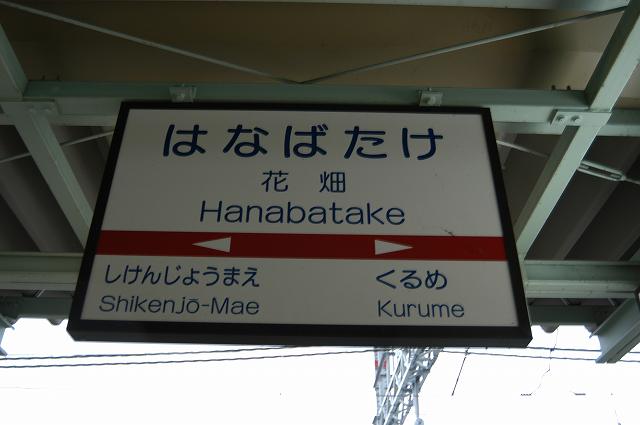 はなばたけ
花畑
Hanabatake
しけんじょうまえ くるめ
Shikenjō-Mae Kurume